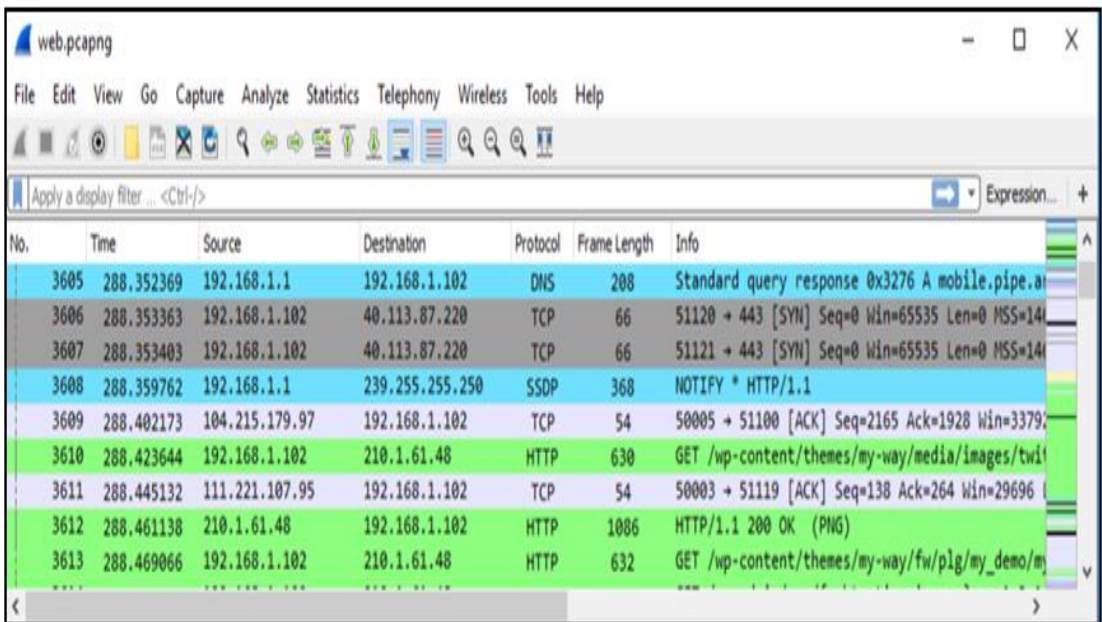 web.pcapng
File Edit View Go Capture Analyze Statistics Telephony Wireless Tools Help
Apply a display filter ... <Ctrl-/> Expression... +
No. Time Source Destination Protocol Frame Length Info
3605 288.352369 192.168.1.1 192.168.1.102 DNS 208 Standard query response 0x3276 A mobile.pipe.
3606 288.353363 192.168.1.102 40.113.87.220 TCP 66 51120 → 443 [SYN] Seq=0 Win=65535 Len=0
3607 288.353403 192.168.1.102 40.113.87.220 TCP 66 51121 → 443 [SYN] Seq=0 Win=65535 Len=0
3608 288.359762 192.168.1.1 239.255.255.250 SSDP 368 NOTIFY * HTTP/1.1
3609 288.402173 104.215.179.97 192.168.1.102 TCP 54 50005 → 51100 [ACK] Seq=2165 Ack=1928
3610 288.423644 192.168.1.102 210.1.61.48 HTTP 630 GET /wp-content/themes/my-way/media/images/
3611 288.445132 111.221.107.95 192.168.1.102 TCP 54 50003 → 51119 [ACK] Seq=138 Ack=264 Win=29696
3612 288.461138 210.1.61.48 192.168.1.102 HTTP 1086 HTTP/1.1 200 OK (PNG)
3613 288.469066 192.168.1.102 210.1.61.48 HTTP 632 GET /wp-content/themes/my-way/fw/plg/my_demo/